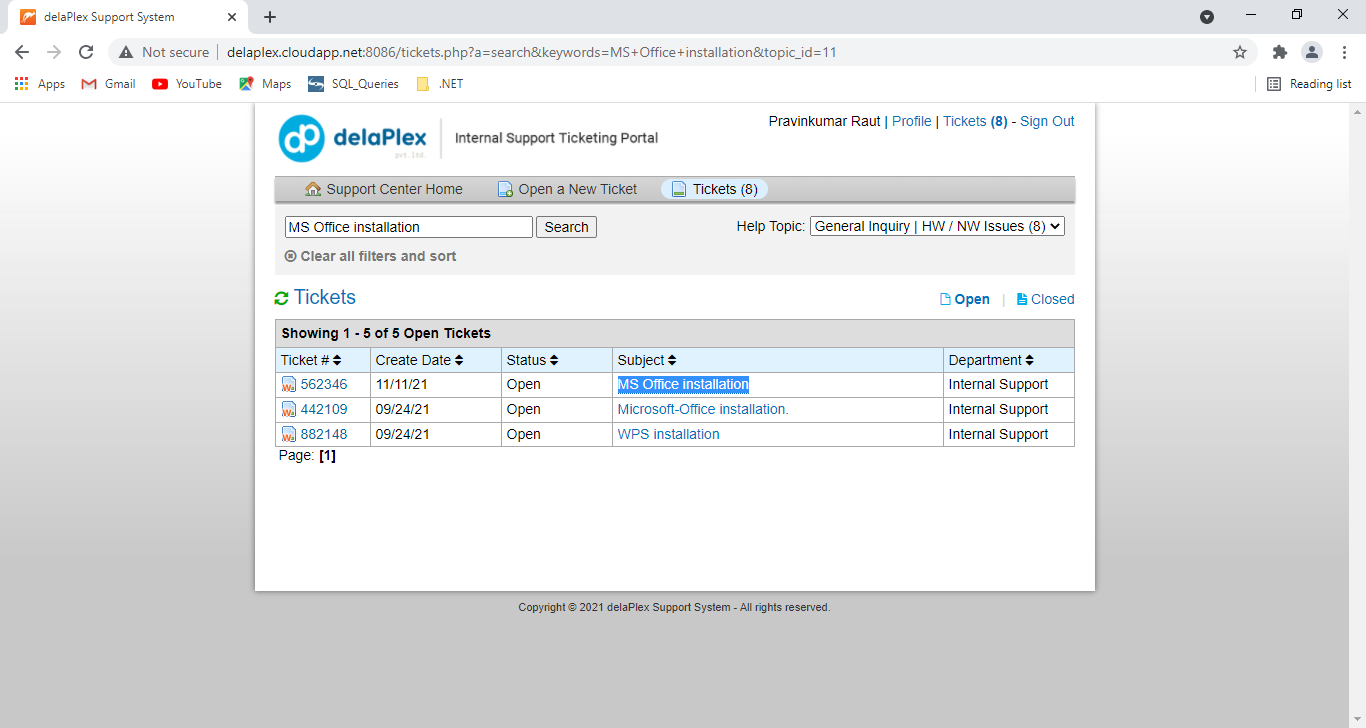 delaPlex Support System
Not secure | delaplex.cloudapp.net:8086/tickets.php?a=search&keywords=MS+Office+installation&topic_id=11
Apps Gmail YouTube Maps SQL_Queries .NET Reading list
delaPlex pvt.ltd. Internal Support Ticketing Portal
Pravinkumar Raut | Profile | Tickets (8) - Sign Out
Support Center Home Open a New Ticket Tickets (8)
MS Office installation Search Help Topic: General Inquiry | HW / NW Issues (8)
Clear all filters and sort
Tickets Open | Closed
Showing 1 - 5 of 5 Open Tickets
Ticket # Create Date Status Subject Department
562346 11/11/21 Open MS Office installation Internal Support
442109 09/24/21 Open Microsoft-Office installation. Internal Support
882148 09/24/21 Open WPS installation Internal Support
Page: [1]
Copyright © 2021 delaPlex Support System - All rights reserved.